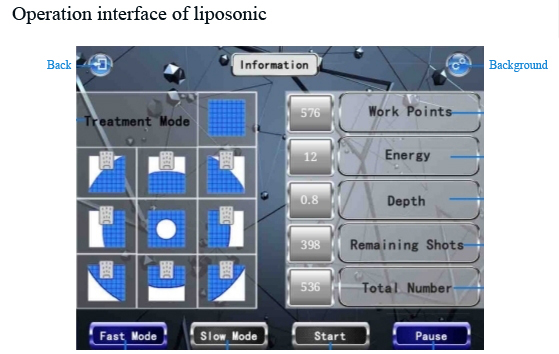 Operation interface of liposonic
Back
Information
Background
Treatment Mode
576 Work Points
12 Energy
0.8 Depth
398 Remaining Shots
536 Total Number
Fast Mode Slow Mode Start Pause